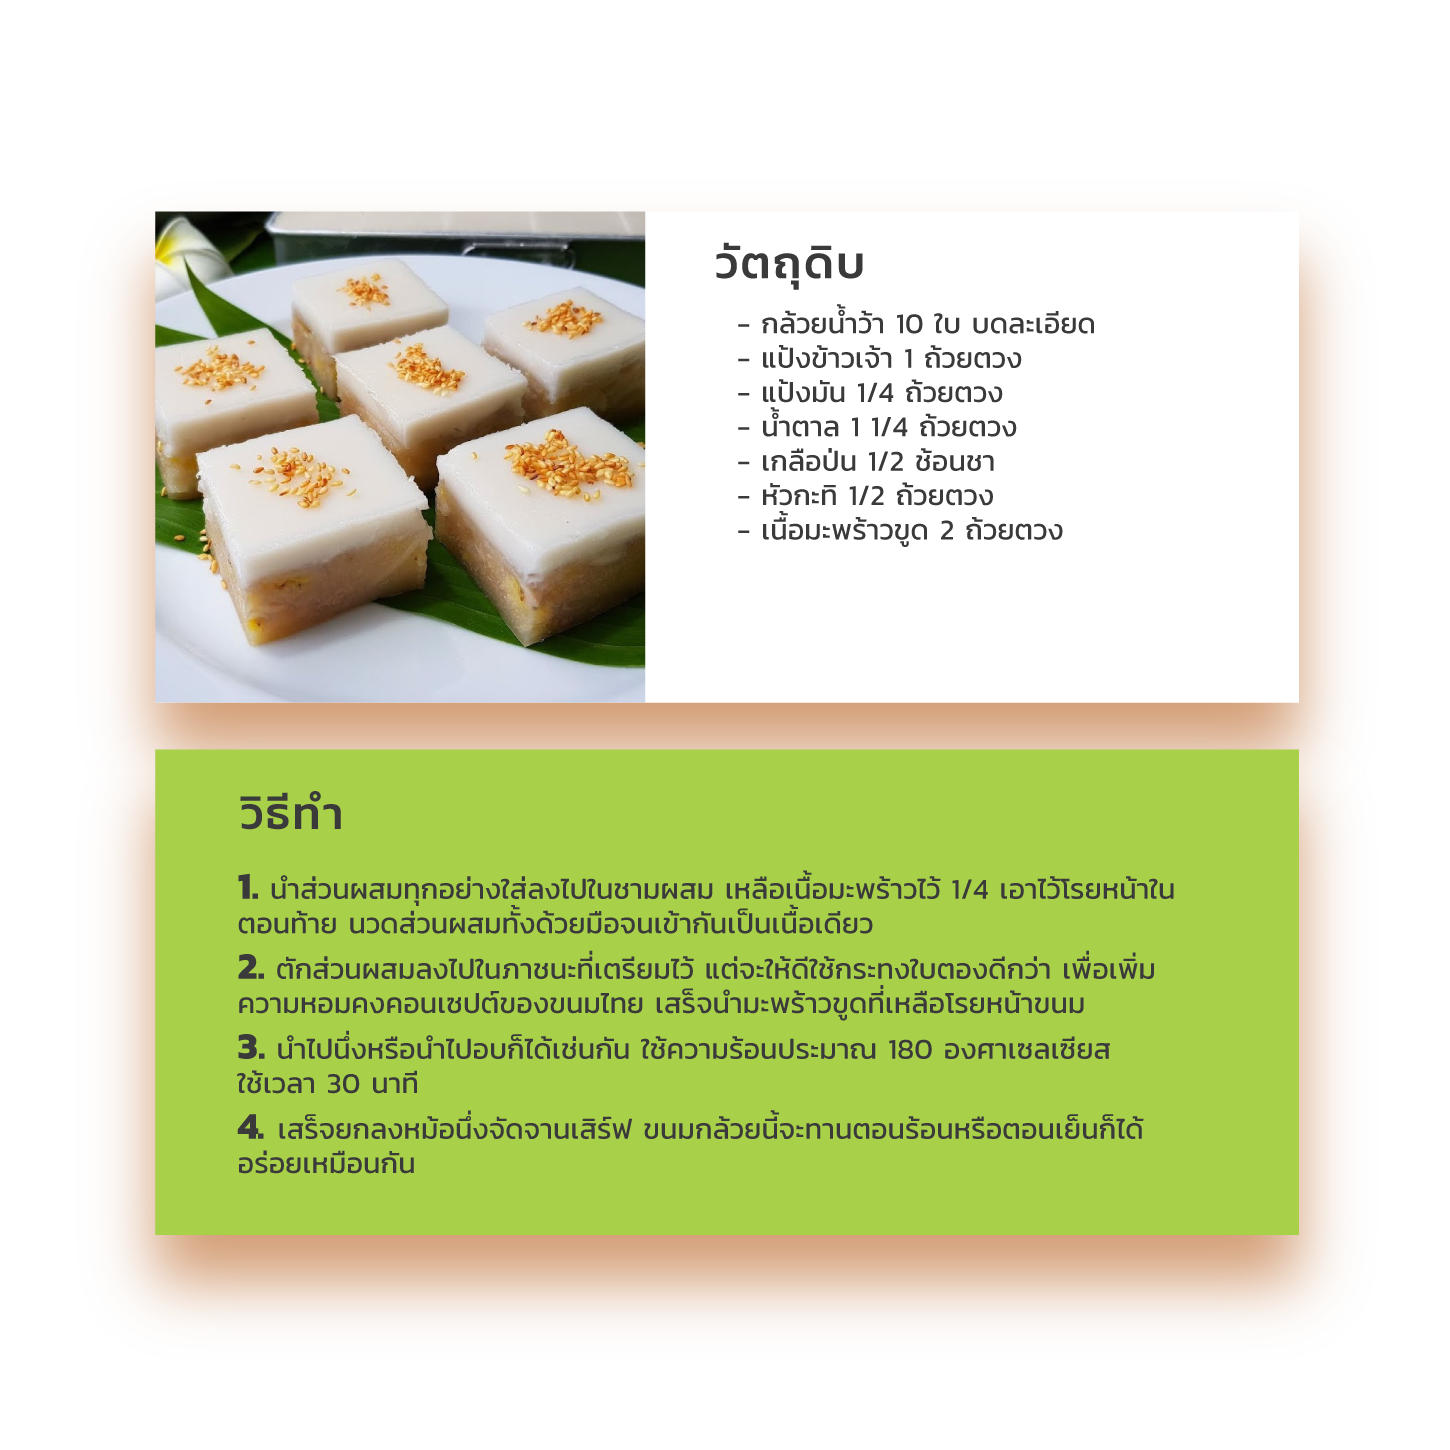 วัตถุดิบ
- กล้วยน้ำว้า 10 ใบ บดละเอียด
- แป้งข้าวเจ้า 1 ถ้วยตวง
- แป้งมัน 1/4 ถ้วยตวง
- น้ำตาล 1 1/4 ถ้วยตวง
- เกลือป่น 1/2 ช้อนชา
- หัวกะทิ 1/2 ถ้วยตวง
- เนื้อมะพร้าวขูด 2 ถ้วยตวง
วิธีทำ
1. นำส่วนผสมทุกอย่างใส่ลงไปในชามผสม เหลือเนื้อมะพร้าวไว้ 1/4 เอาไว้โรยหน้าใน
ตอนท้าย นวดส่วนผสมทั้งด้วยมือจนเข้ากันเป็นเนื้อเดียว
2. ตักส่วนผสมลงไปในภาชนะที่เตรียมไว้ แต่จะให้ดีใช้กระทงใบตองดีกว่า เพื่อเพิ่ม
ความหอมคงคอนเซปต์ของขนมไทย เสร็จนำมะพร้าวขูดที่เหลือโรยหน้าขนม
3. นำไปนึ่งหรือนำไปอบก็ได้เช่นกัน ใช้ความร้อนประมาณ 180 องศาเซลเซียส
ใช้เวลา 30 นาที
4. เสร็จยกลงหม้อนึ่งจัดจานเสิร์ฟ ขนมกล้วยนี้จะทานตอนร้อนหรือตอนเย็นก็ได้
อร่อยเหมือนกัน